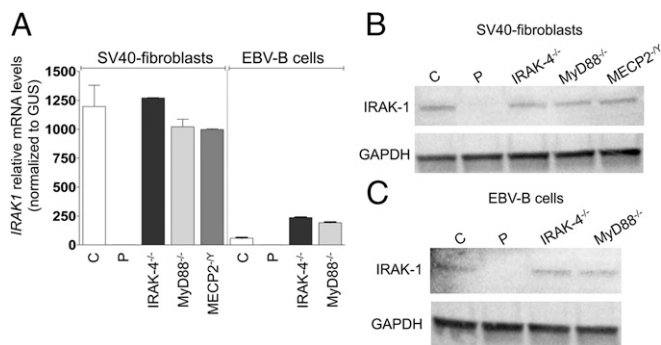 A
SV40-fibroblasts EBV-B cells
IRAK1 relative mRNA levels
(normalized to GUS)
1500
1250
1000
750
500
250
0
C P IRAK-4-/- MyD88-/- MECP2-/Y C P IRAK-4-/- MyD88-/-
B
SV40-fibroblasts
C P IRAK-4-/- MyD88-/- MECP2-/Y
IRAK-1
GAPDH
C
EBV-B cells
C P IRAK-4-/- MyD88-/-
IRAK-1
GAPDH